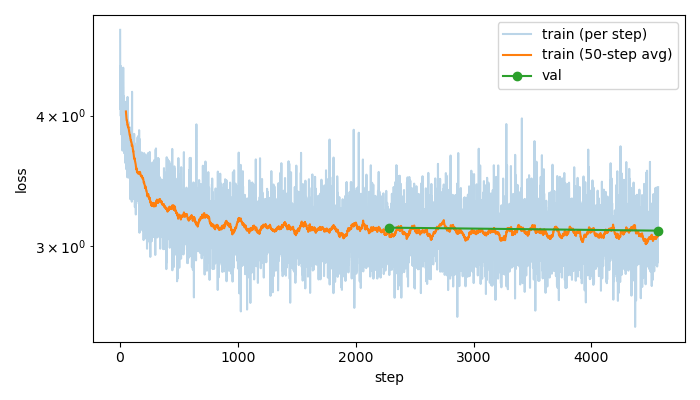 train (per step)
train (50-step avg)
val
4 × 10⁰
3 × 10⁰
loss
0
1000
2000
3000
4000
step